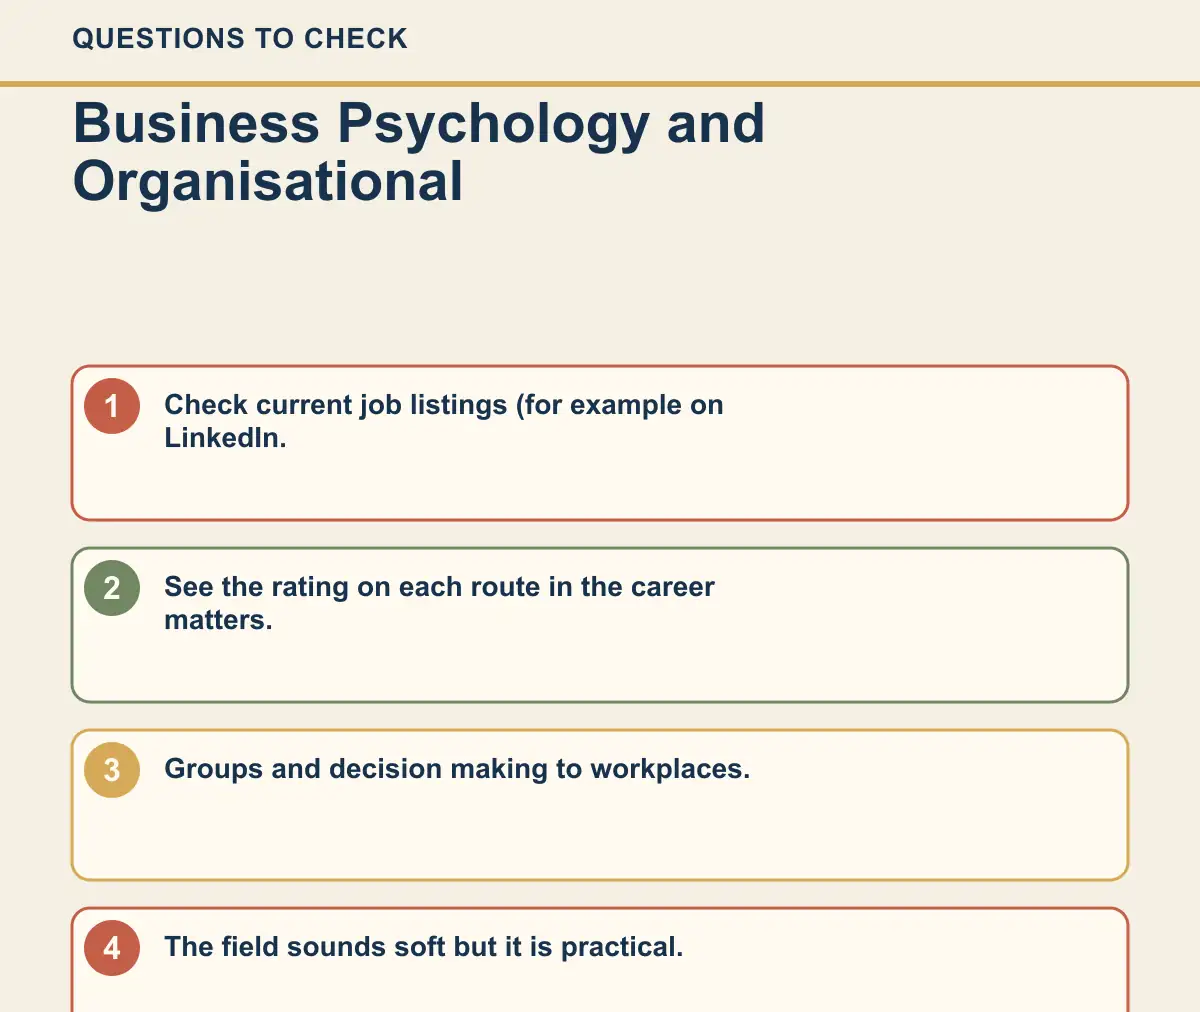 QUESTIONS TO CHECK
Business Psychology and
Organisational
1
Check current job listings (for example on
LinkedIn.
2
See the rating on each route in the career
matters.
3
Groups and decision making to workplaces.
4
The field sounds soft but it is practical.